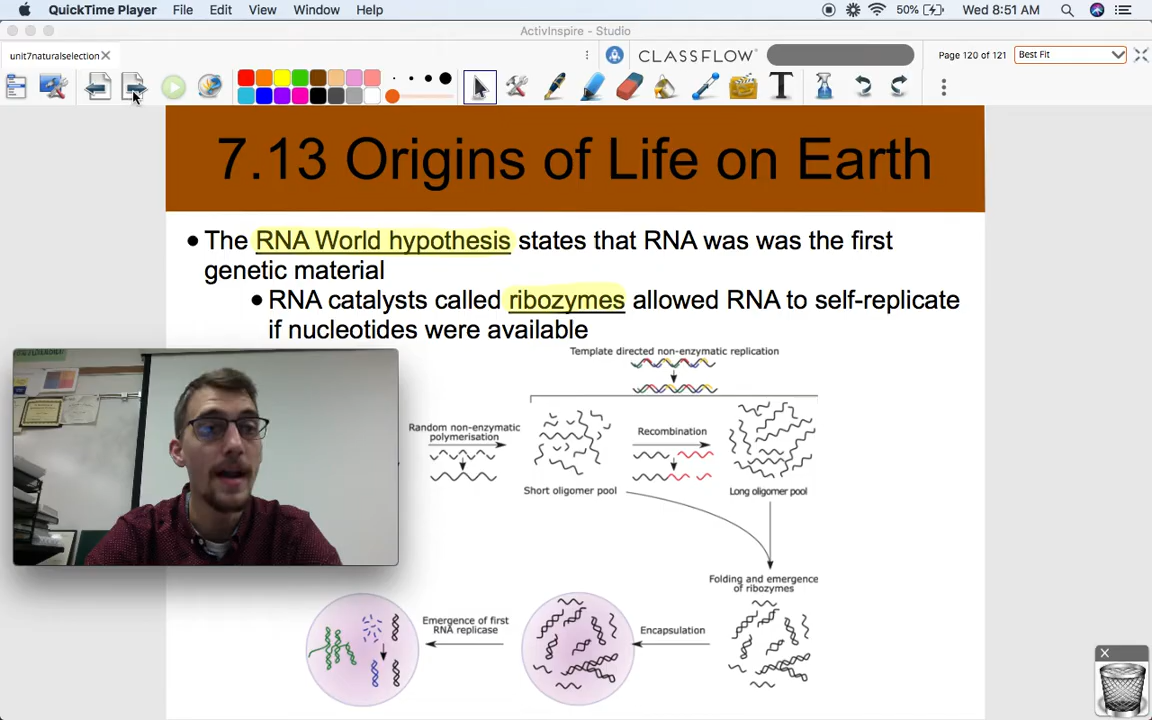 QuickTime Player File Edit View Window Help 50% Wed 8:51 AM
ActivInspire - Studio
unit7naturalselection CLASSFLOW Page 120 of 121 Best Fit
T
7.13 Origins of Life on Earth
• The RNA World hypothesis states that RNA was was the first
genetic material
• RNA catalysts called ribozymes allowed RNA to self-replicate
if nucleotides were available
Template directed non-enzymatic replication
Random non-enzymatic
polymerisation
Recombination
Short oligomer pool
Long oligomer pool
Folding and emergence
of ribozymes
Encapsulation
Emergence of first
RNA replicase